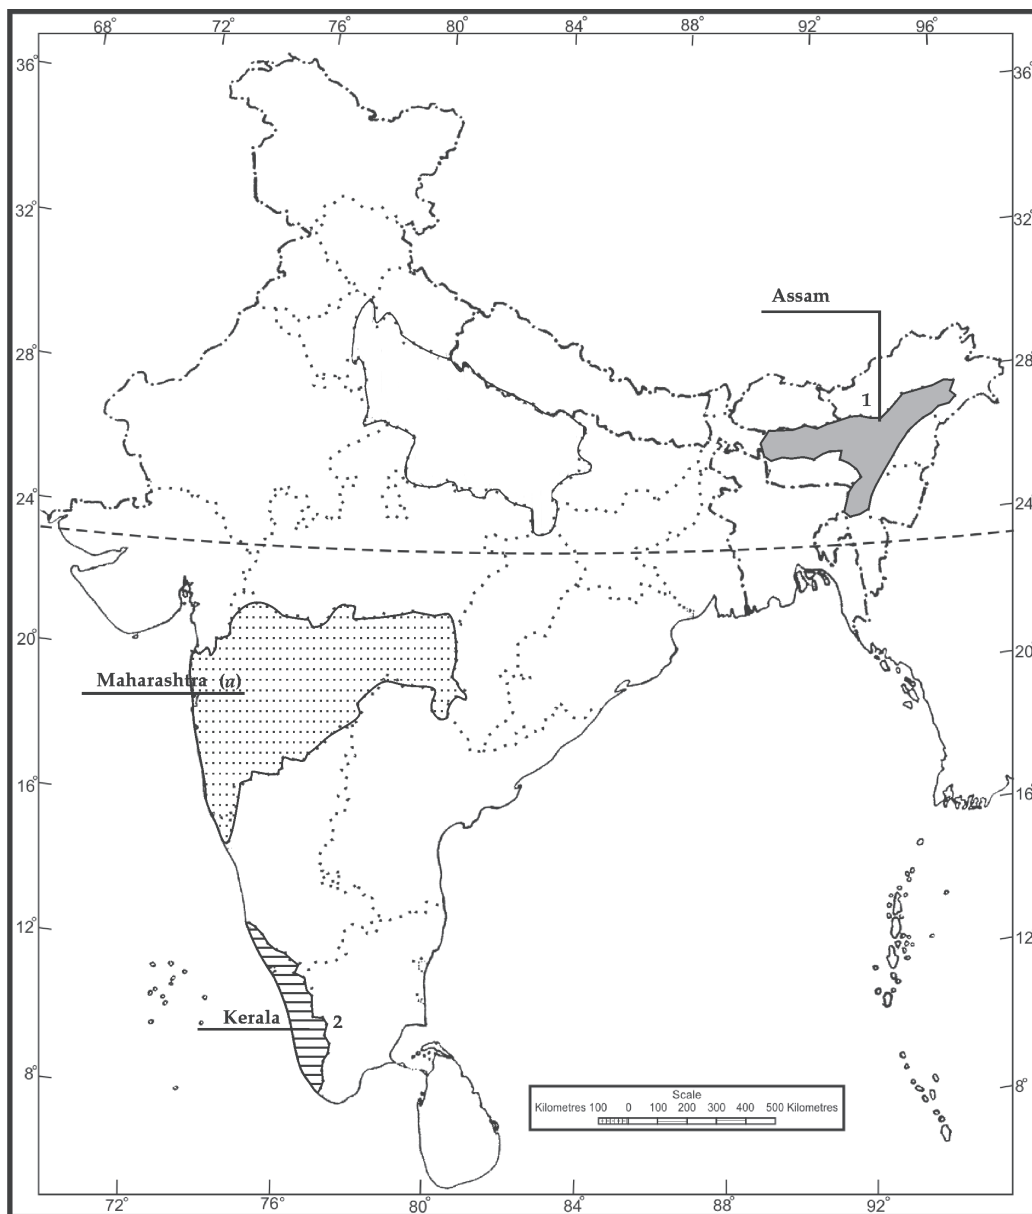 68° 72° 76° 80° 84° 88° 92° 96°
36° 36°
32° 32°
Assam
28° 28°
1
24° 24°
20° 20°
Maharashtra (a)
16° 16°
12° 12°
Kerala 2
8° 8°
Scale
Kilometres 100 0 100 200 300 400 500 Kilometres
72° 76° 80° 84° 88° 92°